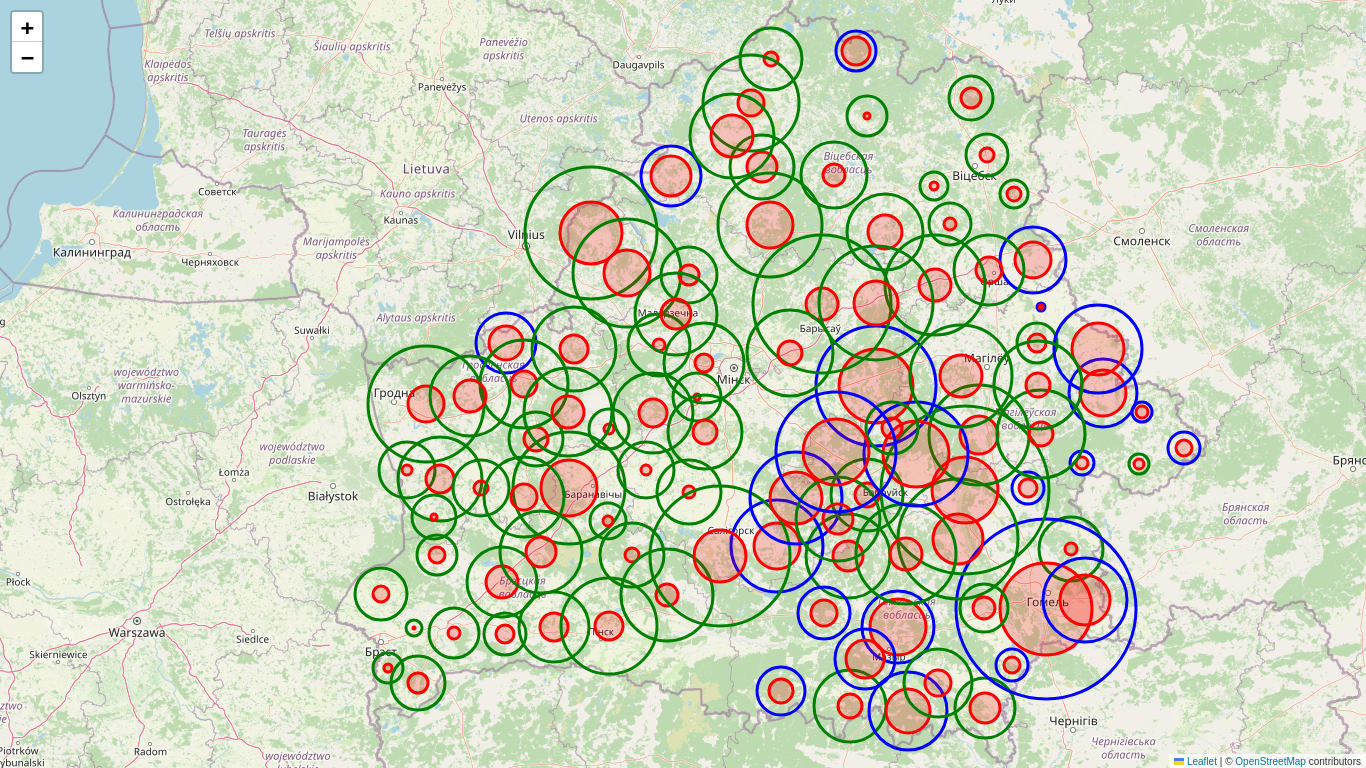 +
−
Луки
Telšių apskritis
Šiaulių apskritis
Panevėžio
apskritis
Klaipėdos
apskritis
Daugavpils
Panevėžys
Utenos apskritis
Tauragės
apskritis
Lietuva
Віцебская
вобласць
Віцебск
Советск
Kauno apskritis
Калининградская
область
Kaunas
Vilnius
Marijampolės
apskritis
Смоленск
Смоленская
область
Калининград
Черняховск
Орша
Alytaus apskritis
Маладзечна
Барысаў
Suwałki
Магілёў
Гродзенская
вобласць
województwo
warmińsko-
mazurskie
Мінск
Гродна
Olsztyn
Магілёўская
вобласць
województwo
podlaskie
Брянс
Łomża
Białystok
Баранавічы
Бабруйск
Ostrołęka
Брянская
область
Салігорск
Płock
Брэсцкая
вобласць
Гомель
вобласць
Warszawa
Siedlce
Пінск
Skierniewice
Брэст
Мазыр
Чернігів
Piotrków
Trybunalski
Radom
województwo
lubelskie
Чернігівська
область
Leaflet | © OpenStreetMap contributors